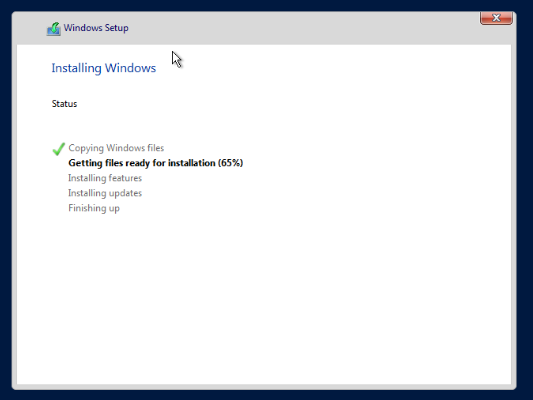 Windows Setup
Installing Windows
Status
Copying Windows files
Getting files ready for installation (65%)
Installing features
Installing updates
Finishing up